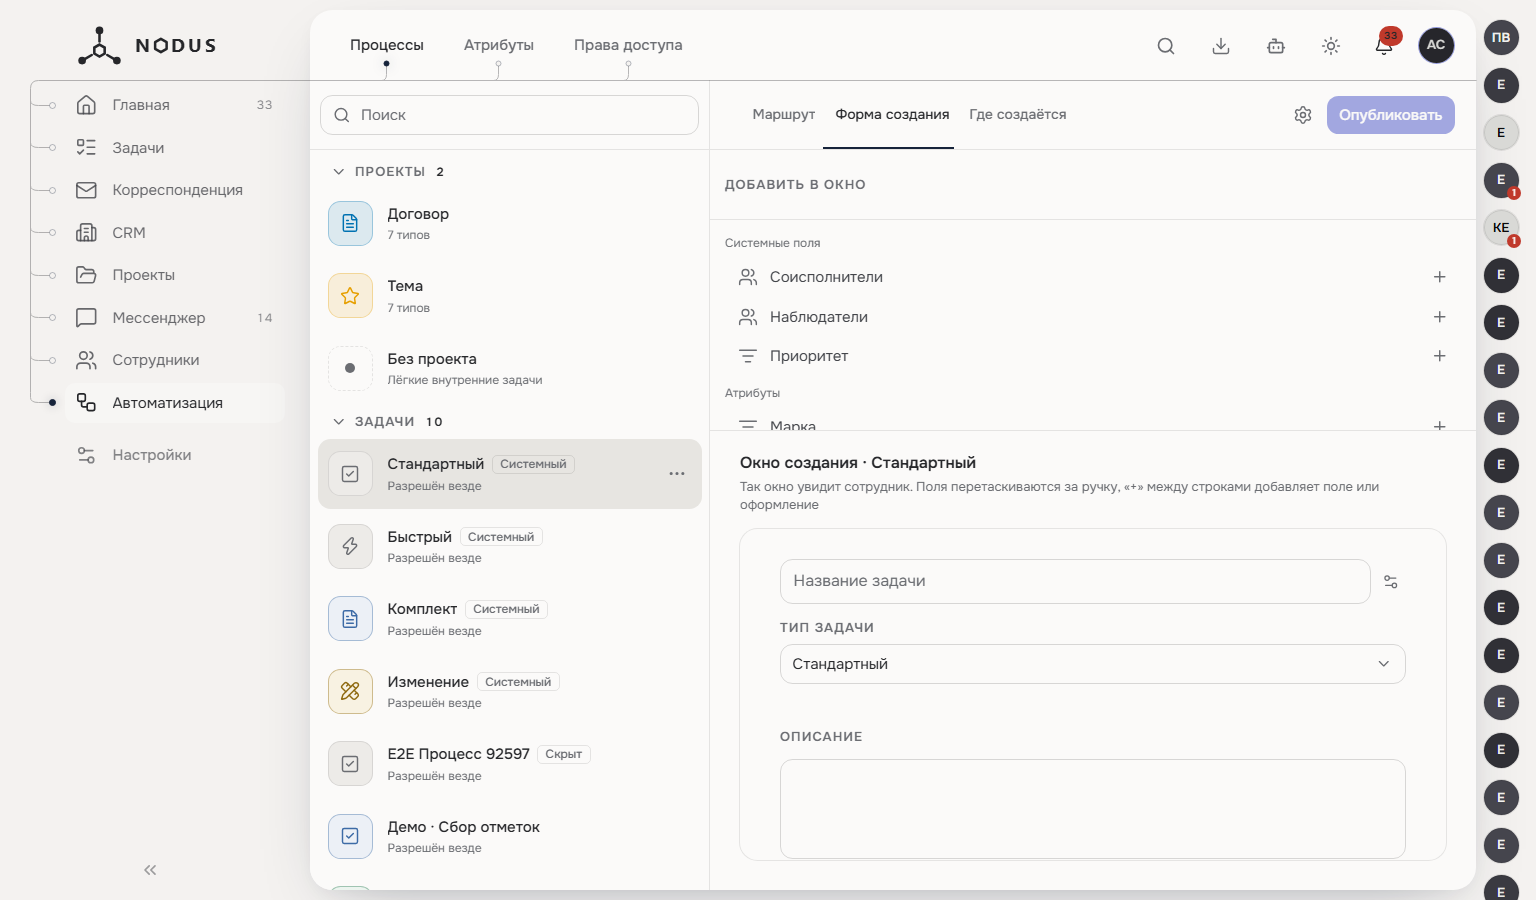 NODUS
Главная 33
Задачи
Корреспонденция
CRM
Проекты
Мессенджер 14
Сотрудники
Автоматизация
Настройки
Процессы Атрибуты Права доступа
33
АС
Поиск
ПРОЕКТЫ 2
Договор
7 типов
Тема
7 типов
Без проекта
Лёгкие внутренние задачи
ЗАДАЧИ 10
Стандартный Системный
Разрешён везде
Быстрый Системный
Разрешён везде
Комплект Системный
Разрешён везде
Изменение Системный
Разрешён везде
E2E Процесс 92597 Скрыт
Разрешён везде
Демо · Сбор отметок
Разрешён везде
Маршрут Форма создания Где создаётся
Опубликовать
ДОБАВИТЬ В ОКНО
Системные поля
Соисполнители
Наблюдатели
Приоритет
Атрибуты
Марка
Окно создания · Стандартный
Так окно увидит сотрудник. Поля перетаскиваются за ручку, «+» между строками добавляет поле или
оформление
Название задачи
ТИП ЗАДАЧИ
Стандартный
ОПИСАНИЕ
ПВ
Е
Е
Е
1
КЕ
1
Е
Е
Е
Е
Е
Е
Е
Е
Е
Е
Е
Е
Е
Е